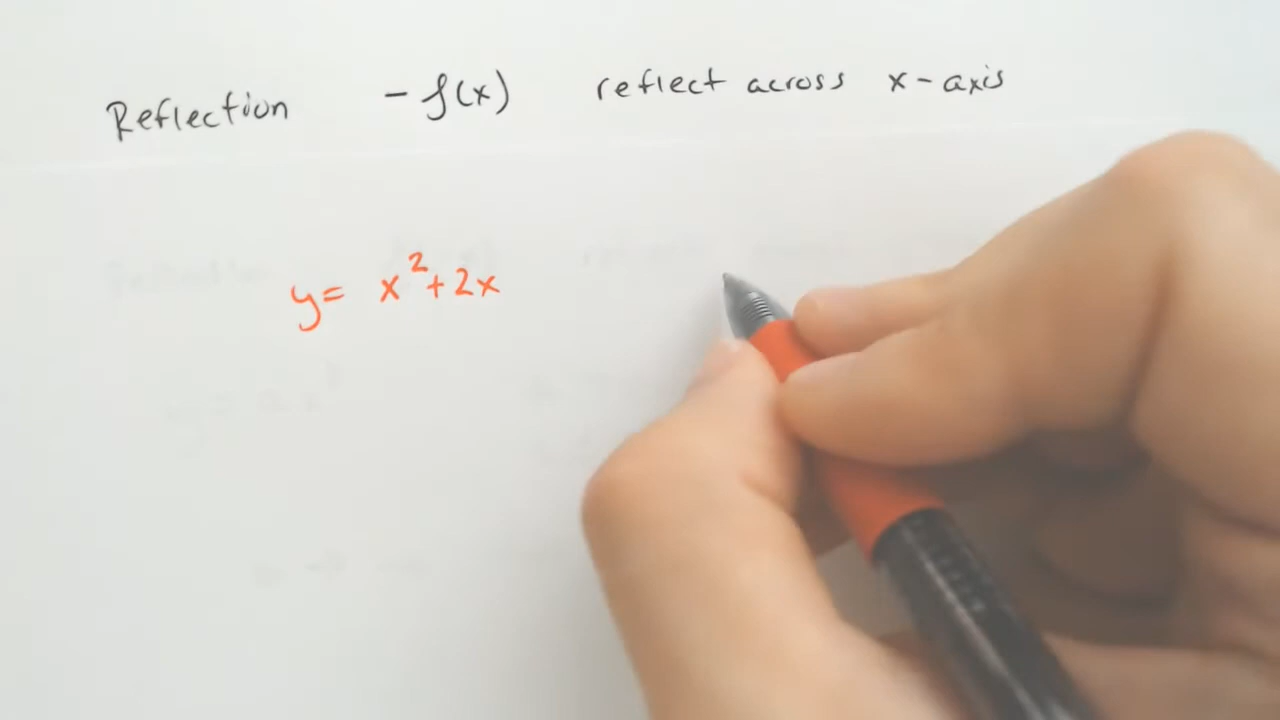 Reflection -f(x) reflect across x-axis
y= x²+2x